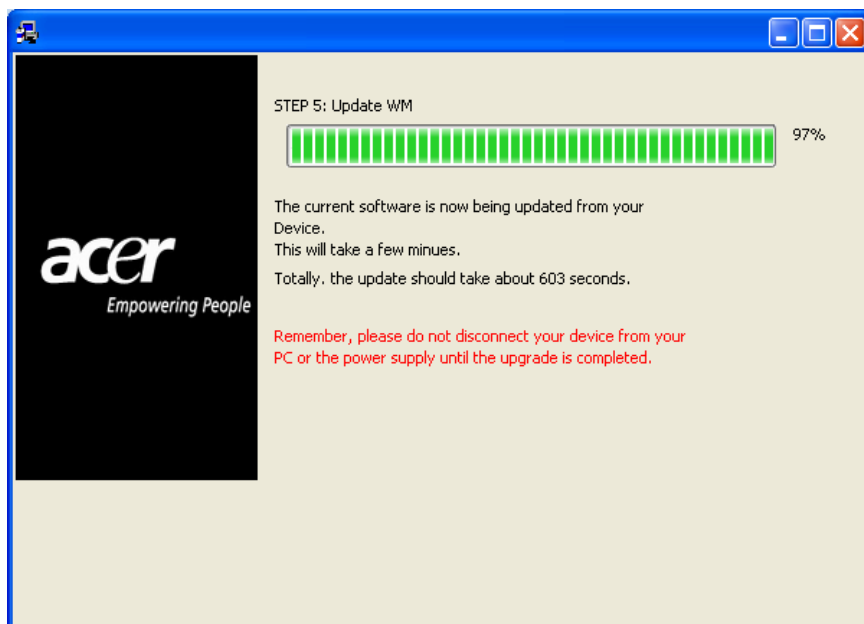 STEP 5: Update WM
97%
The current software is now being updated from your
Device.
This will take a few minues.
Totally. the update should take about 603 seconds.
acer
Empowering People
Remember, please do not disconnect your device from your
PC or the power supply until the upgrade is completed.